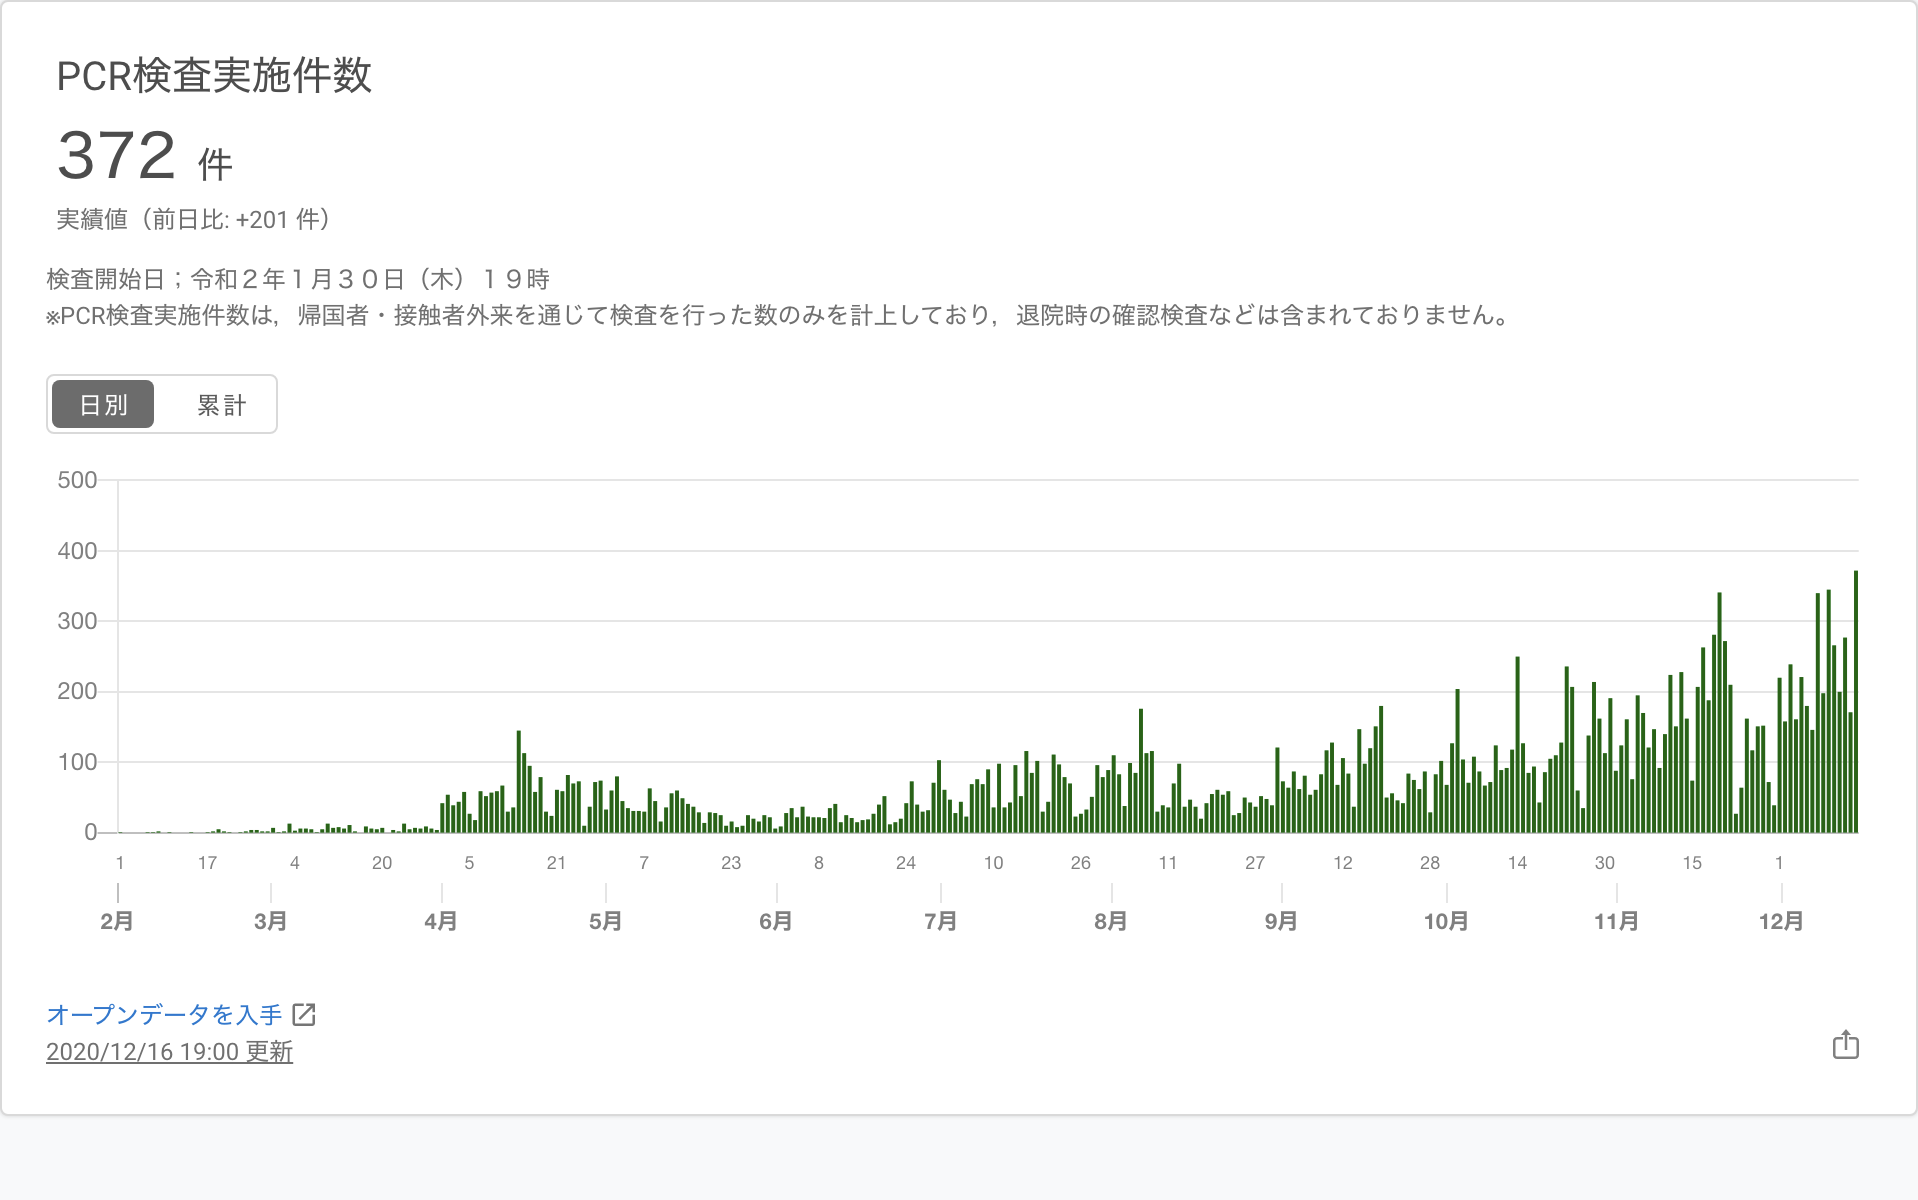 PCR検査実施件数
372 件
実績値（前日比: +201 件）
検査開始日；令和２年１月３０日（木）１９時
※PCR検査実施件数は，帰国者・接触者外来を通じて検査を行った数のみを計上しており，退院時の確認検査などは含まれておりません。
日別 累計
500
400
300
200
100
0
1 17 4 20 5 21 7 23 8 24 10 26 11 27 12 28 14 30 15 1
2月 3月 4月 5月 6月 7月 8月 9月 10月 11月 12月
オープンデータを入手
2020/12/16 19:00 更新